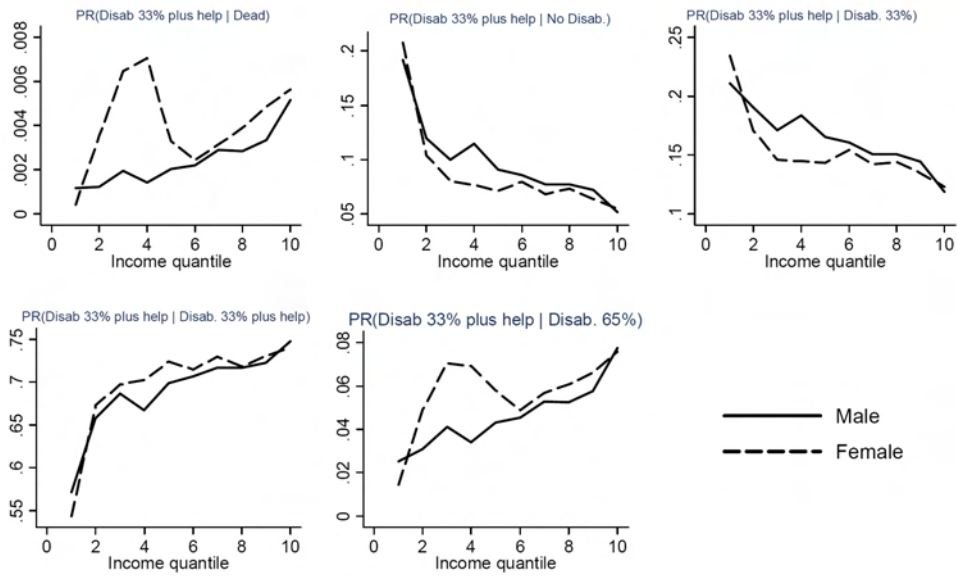 PR(Disab 33% plus help | Dead)
.008
.006
.004
.002
0
0 2 4 6 8 10
Income quantile
PR(Disab 33% plus help | No Disab.)
.2
.15
.1
.05
0 2 4 6 8 10
Income quantile
PR(Disab 33% plus help | Disab. 33%)
.25
.2
.15
.1
0 2 4 6 8 10
Income quantile
PR(Disab 33% plus help | Disab. 33% plus help)
.75
.7
.65
.6
.55
0 2 4 6 8 10
Income quantile
PR(Disab 33% plus help | Disab. 65%)
.08
.06
.04
.02
0
0 2 4 6 8 10
Income quantile
Male
Female